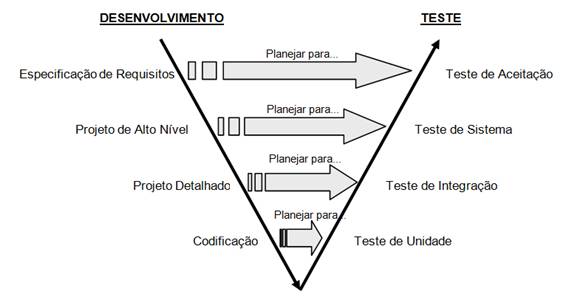 DESENVOLVIMENTO
TESTE
Planejar para...
Especificação de Requisitos
Teste de Aceitação
Planejar para...
Projeto de Alto Nível
Teste de Sistema
Planejar para...
Projeto Detalhado
Teste de Integração
Planejar para...
Codificação
Teste de Unidade